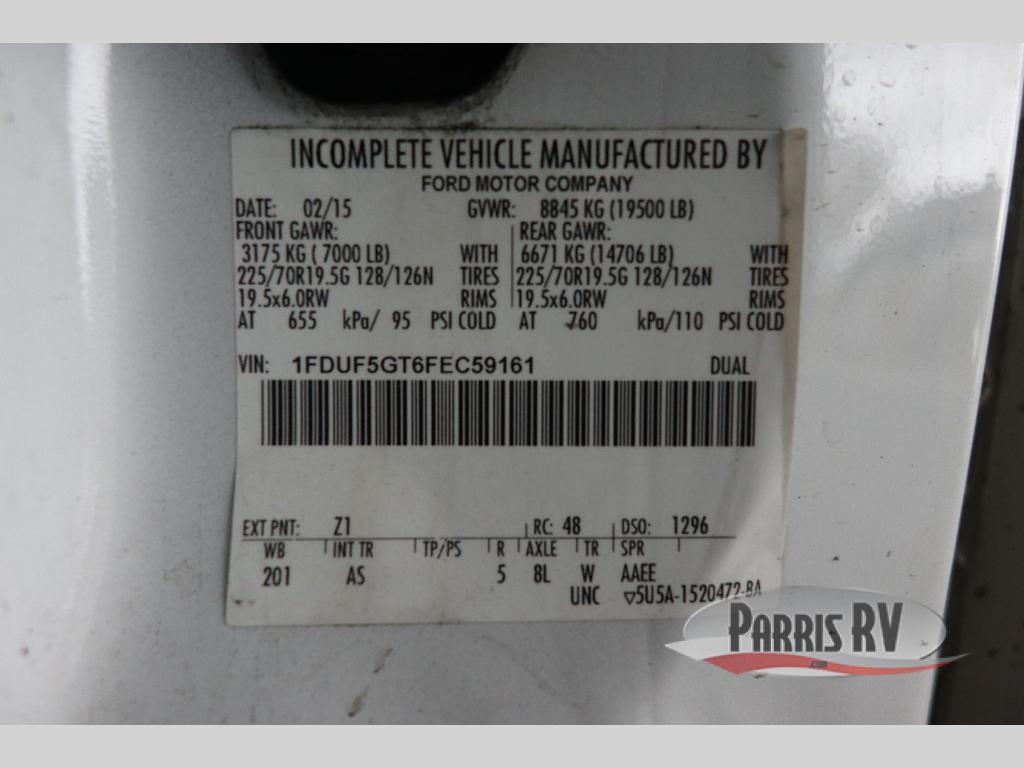 INCOMPLETE VEHICLE MANUFACTURED BY
FORD MOTOR COMPANY
DATE: 02/15 GVWR: 8845 KG (19500 LB)
FRONT GAWR: REAR GAWR:
3175 KG ( 7000 LB) WITH 6671 KG (14706 LB) WITH
225/70R19.5G 128/126N TIRES 225/70R19.5G 128/126N TIRES
19.5x6.0RW RIMS 19.5x6.0RW RIMS
AT 655 kPa/ 95 PSI COLD AT 760 kPa/110 PSI COLD
VIN: 1FDUF5GT6FEC59161 DUAL
EXT PNT: Z1 RC: 48 DSO: 1296
WB INT TR TP/PS R AXLE TR SPR
201 AS 5 8L W AAEE
UNC ▽5U5A-1520472-BA
PARRIS RV
.com